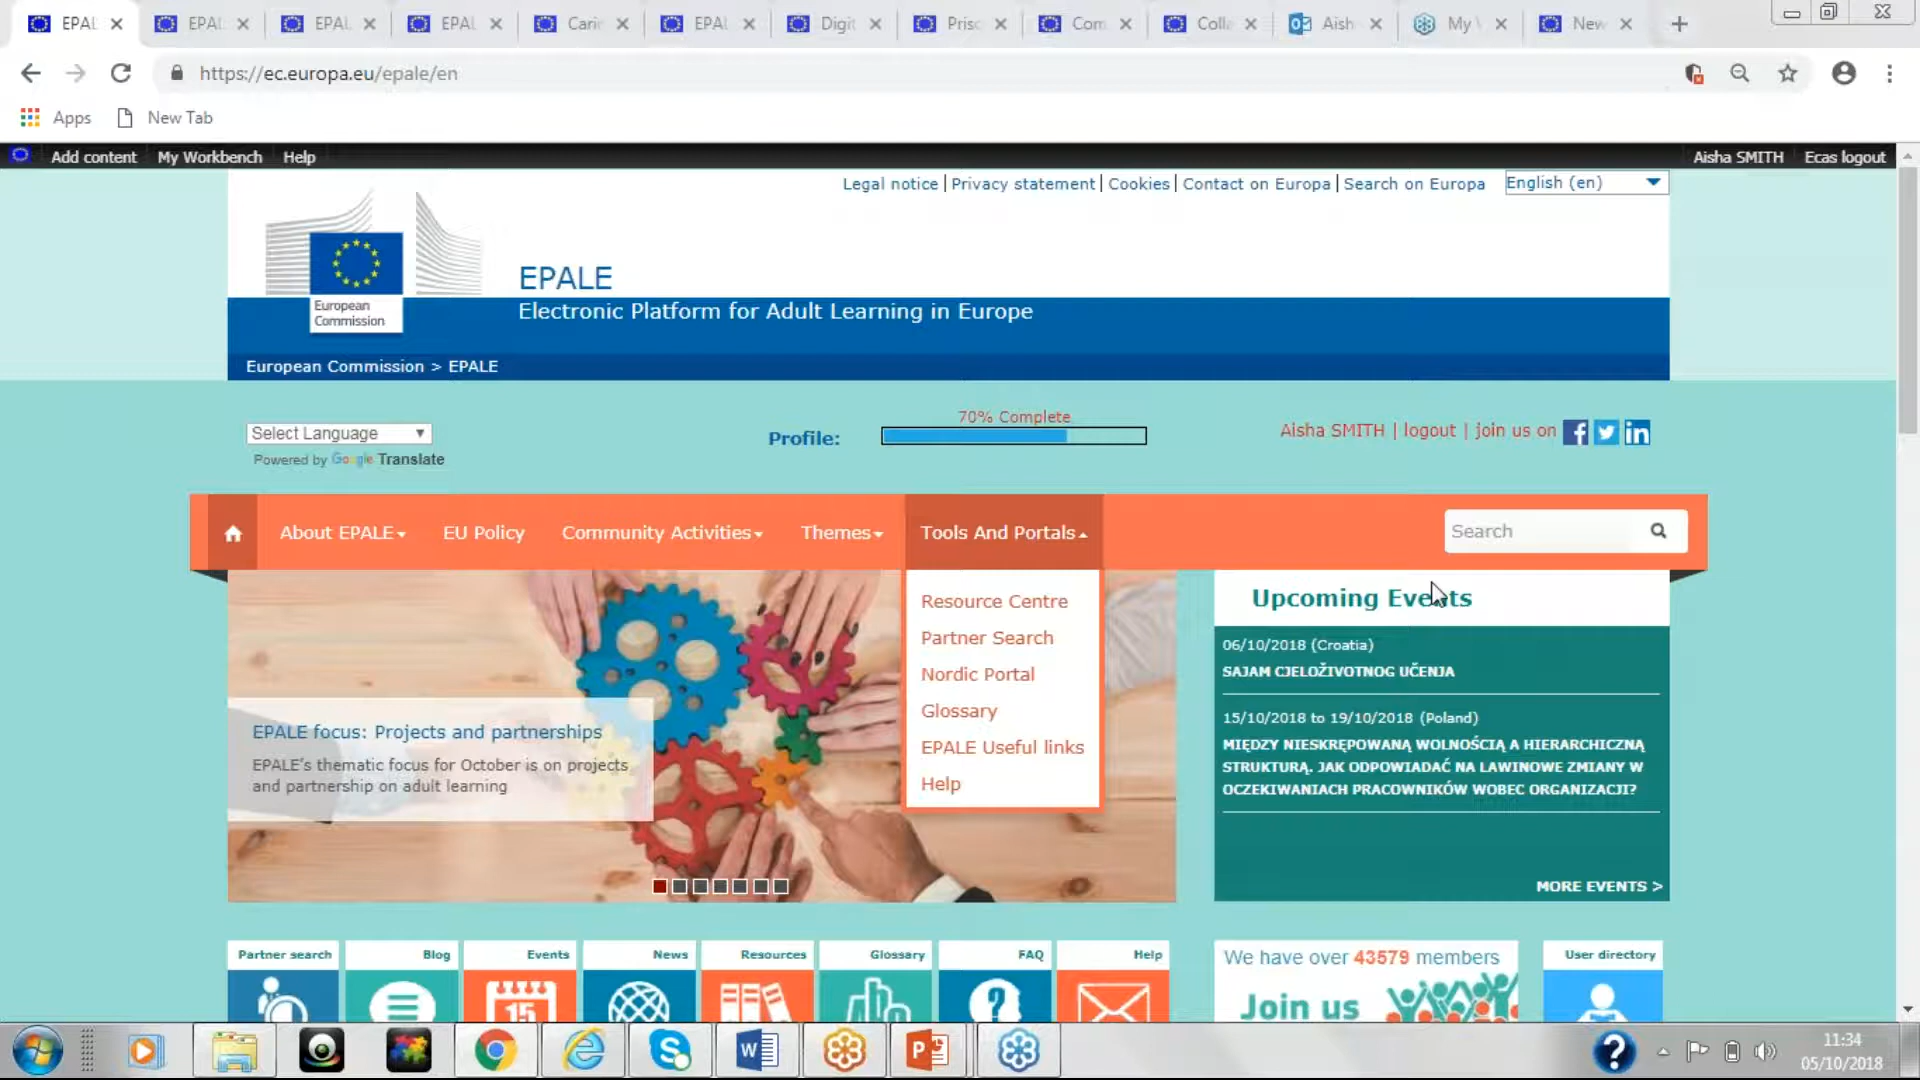 EPAL
EPAL
EPAL
EPAL
Cari
EPAL
Digit
Prisc
Com
Colla
Aish
My
New
https://ec.europa.eu/epale/en
Apps
New Tab
Add content
My Workbench
Help
Aisha SMITH
Ecas logout
Legal notice | Privacy statement | Cookies | Contact on Europa | Search on Europa
English (en)
European
Commission
EPALE
Electronic Platform for Adult Learning in Europe
European Commission > EPALE
Select Language
Powered by Google Translate
Profile:
70% Complete
Aisha SMITH | logout | join us on
About EPALE
EU Policy
Community Activities
Themes
Tools And Portals
Search
Resource Centre
Partner Search
Nordic Portal
Glossary
EPALE Useful links
Help
EPALE focus: Projects and partnerships
EPALE's thematic focus for October is on projects
and partnership on adult learning
Upcoming Events
06/10/2018 (Croatia)
SAJAM CJELOŽIVOTNOG UČENJA
15/10/2018 to 19/10/2018 (Poland)
MIĘDZY NIESKRĘPOWANĄ WOLNOŚCIĄ A HIERARCHICZNĄ
STRUKTURĄ. JAK ODPOWIADAĆ NA LAWINOWE ZMIANY W
OCZEKIWANIACH PRACOWNIKÓW WOBEC ORGANIZACJI?
MORE EVENTS >
Partner search
Blog
Events
News
Resources
Glossary
FAQ
Help
15
We have over 43579 members
Join us
User directory
11:34
05/10/2018